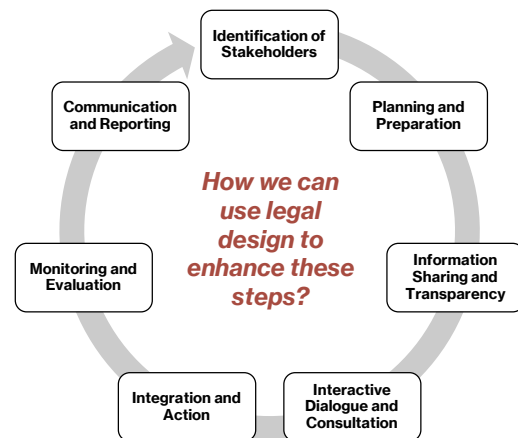 Identification of
Stakeholders
Planning and
Preparation
Information
Sharing and
Transparency
Interactive
Dialogue and
Consultation
Integration and
Action
Monitoring and
Evaluation
Communication
and Reporting
How we can
use legal
design to
enhance these
steps?